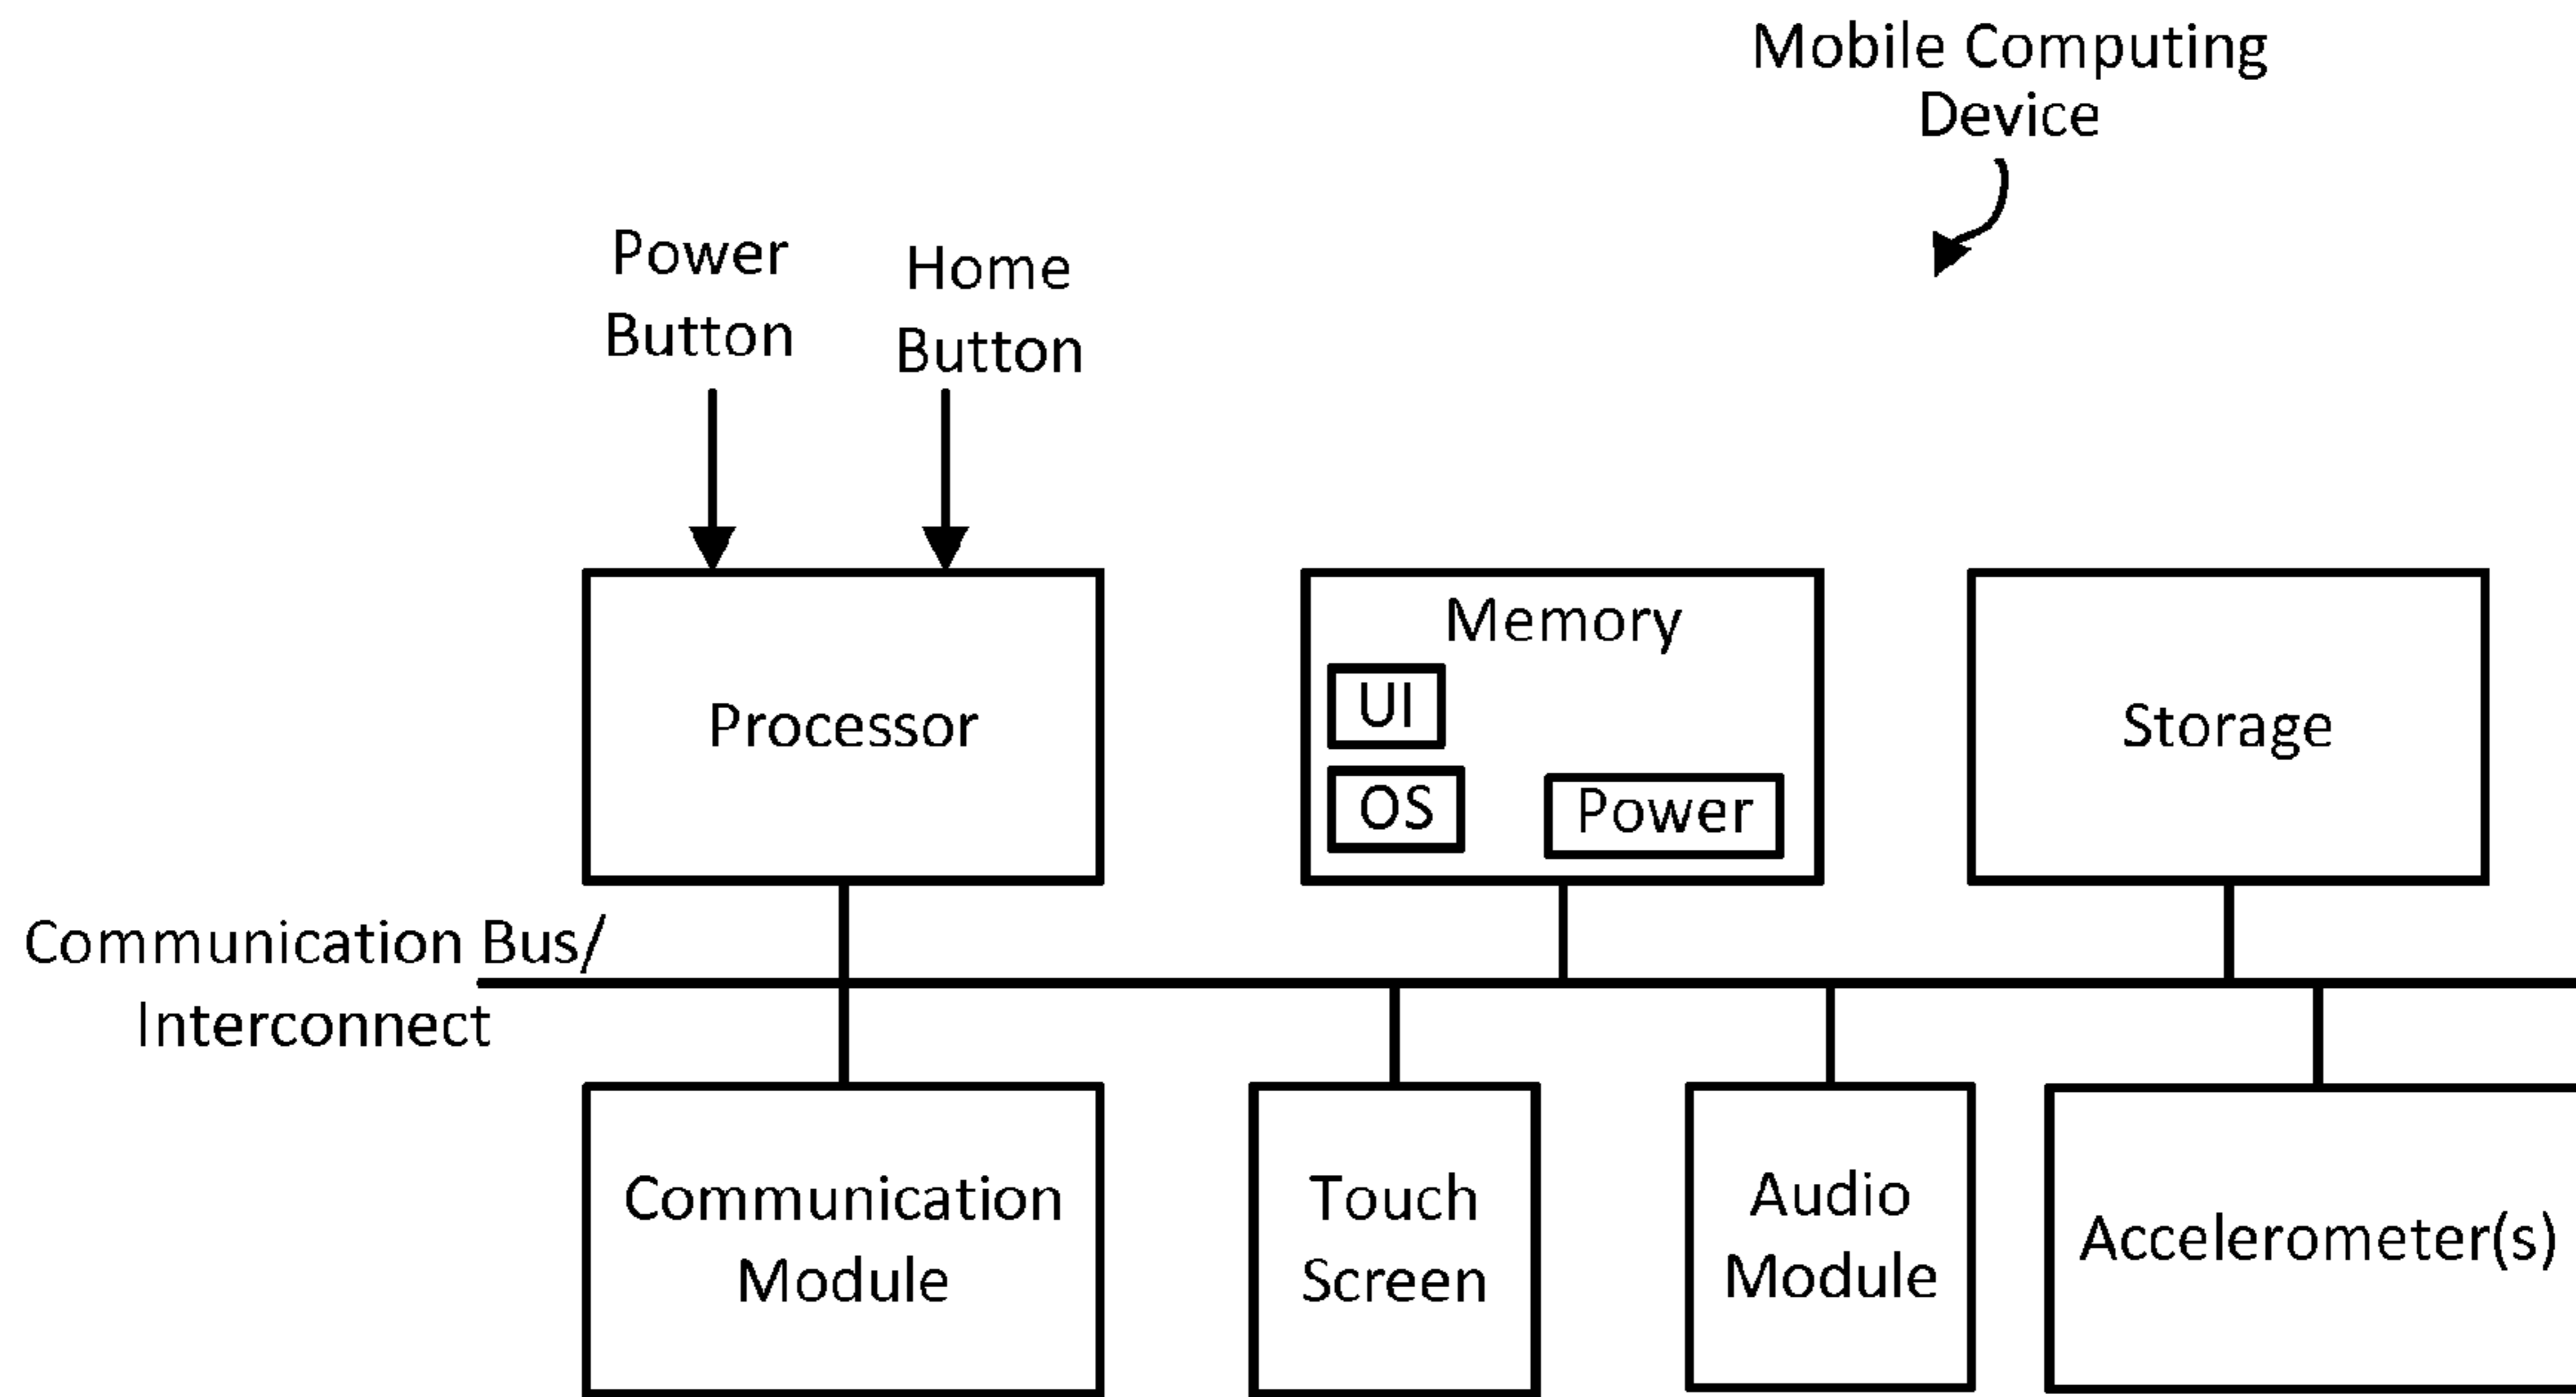 Mobile Computing
Device
Power
Button
Home
Button
Processor
Memory
UI
OS
Power
Storage
Communication Bus/
Interconnect
Communication
Module
Touch
Screen
Audio
Module
Accelerometer(s)